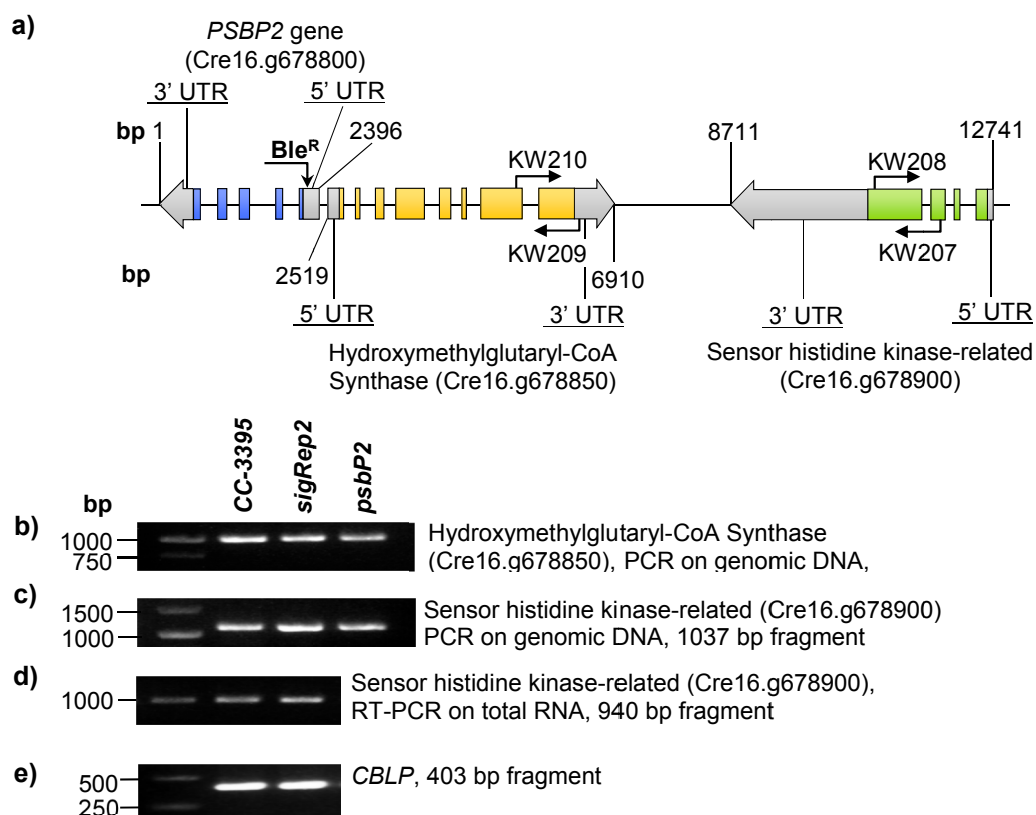 a)
PSBP2 gene
(Cre16.g678800)
3’ UTR
5’ UTR
bp 1
2396
8711
12741
Bleᴿ
KW210
KW208
KW209
KW207
2519
6910
bp
5’ UTR
3’ UTR
3’ UTR
5’ UTR
Hydroxymethylglutaryl-CoA
Synthase (Cre16.g678850)
Sensor histidine kinase-related
(Cre16.g678900)
CC-3395
sigRep2
psbP2
bp
b)
1000
750
Hydroxymethylglutaryl-CoA Synthase
(Cre16.g678850), PCR on genomic DNA,
c)
1500
1000
Sensor histidine kinase-related (Cre16.g678900)
PCR on genomic DNA, 1037 bp fragment
d)
1000
Sensor histidine kinase-related (Cre16.g678900),
RT-PCR on total RNA, 940 bp fragment
e)
500
250
CBLP, 403 bp fragment